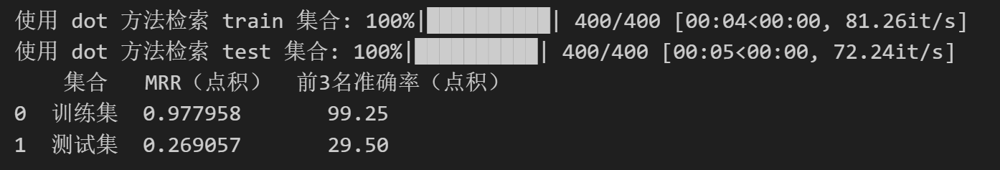 使用 dot 方法检索 train 集合: 100%|██████████| 400/400 [00:04<00:00, 81.26it/s]
使用 dot 方法检索 test 集合: 100%|██████████| 400/400 [00:05<00:00, 72.24it/s]
集合 MRR（点积） 前3名准确率（点积）
0 训练集 0.977958 99.25
1 测试集 0.269057 29.50